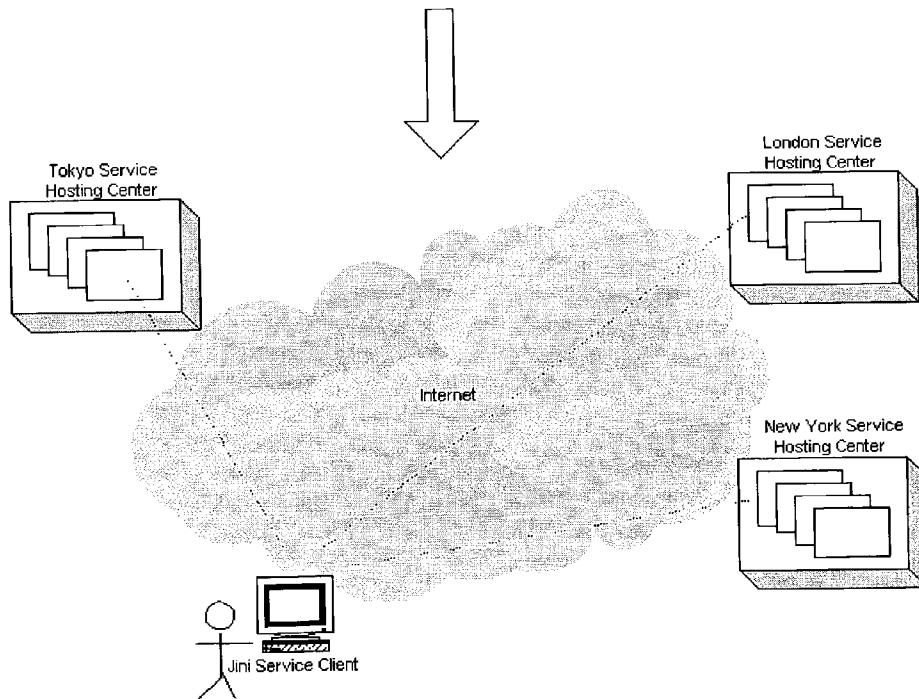 Tokyo Service
Hosting Center
London Service
Hosting Center
Internet
New York Service
Hosting Center
Jini Service Client